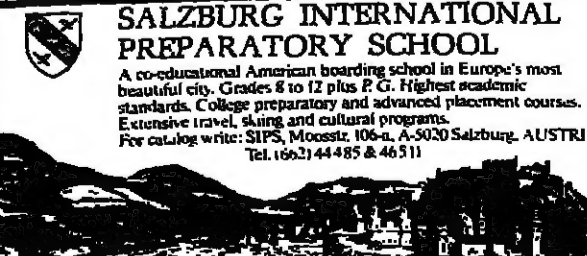 SALZBURG INTERNATIONAL
PREPARATORY SCHOOL
A co-educational American boarding school in Europe's most
beautiful city. Grades 8 to 12 plus P. G. Highest academic
standards. College preparatory and advanced placement courses.
Extensive travel, skiing and cultural programs.
For catalog write: SIPS, Moosstr. 106-a, A-5020 Salzburg, AUSTRI
Tel. (662) 44485 & 46511